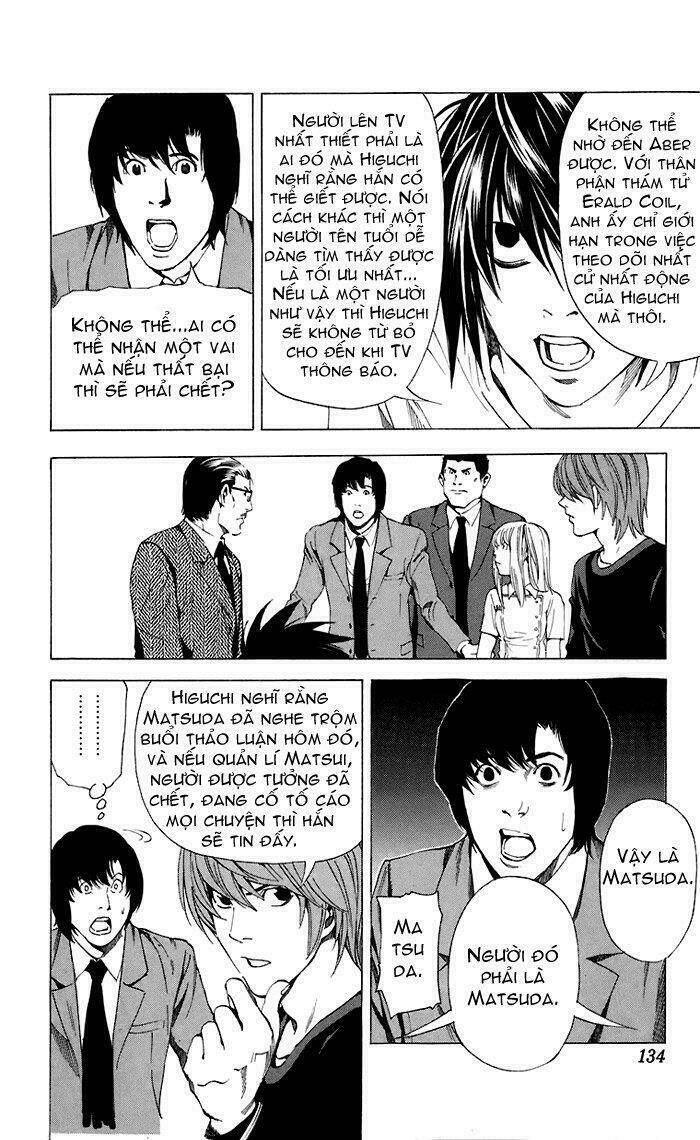 KHÔNG THỂ
NHỜ ĐẾN ABER
ĐƯỢC. VỚI THÂN
PHẬN THÁM TỬ
ERALD COIL,
ANH ẤY CHỈ GIỚI
HẠN TRONG VIỆC
THEO DÕI NHẤT
CỬ NHẤT ĐỘNG
CỦA HIGUCHI
MÀ THÔI.
NGƯỜI LÊN TV
NHẤT THIẾT PHẢI LÀ
AI ĐÓ MÀ HIGUCHI
NGHĨ RẰNG HẮN CÓ
THỂ GIẾT ĐƯỢC. NÓI
CÁCH KHÁC THÌ MỘT
NGƯỜI TÊN TUỔI DỄ
DÀNG TÌM THẤY ĐƯỢC
LÀ TỐI ƯU NHẤT...
NẾU LÀ MỘT NGƯỜI
NHƯ VẬY THÌ HIGUCHI
SẼ KHÔNG TỪ BỎ
CHO ĐẾN KHI TV
THÔNG BÁO.
KHÔNG THỂ...AI CÓ
THỂ NHẬN MỘT VAI
MÀ NẾU THẤT BẠI
THÌ SẼ PHẢI CHẾT?
VẬY LÀ
MATSUDA.
NGƯỜI ĐÓ
PHẢI LÀ
MATSUDA.
MA
TSU
DA.
HIGUCHI NGHĨ RẰNG
MATSUDA ĐÃ NGHE TRỘM
BUỔI THẢO LUẬN HÔM ĐÓ,
VÀ NẾU QUẢN LÍ MATSUI,
NGƯỜI ĐƯỢC TƯỞNG ĐÃ
CHẾT, ĐANG CỐ TỐ CÁO
MỌI CHUYỆN THÌ HẮN
SẼ TIN ĐẤY.
..........
..........
134